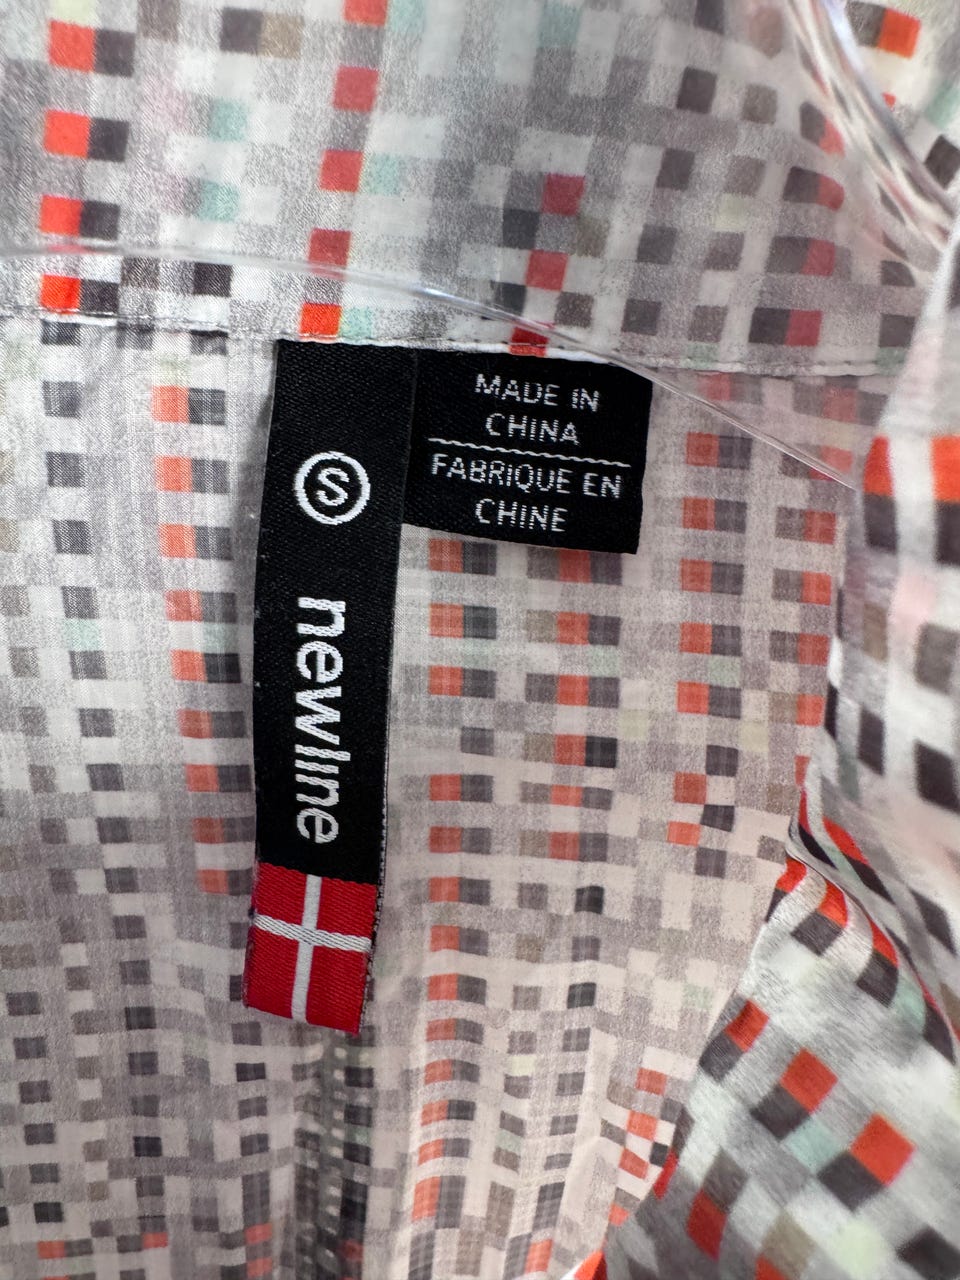 S
newline
MADE IN
CHINA
FABRIQUE EN
CHINE